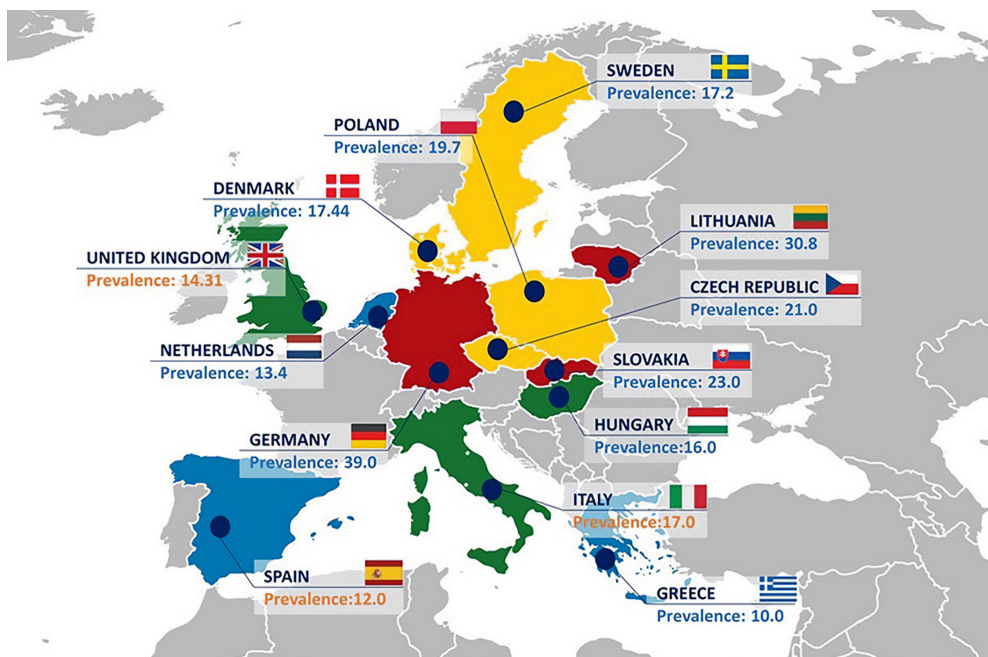 SWEDEN
Prevalence: 17.2
POLAND
Prevalence: 19.7
DENMARK
Prevalence: 17.44
LITHUANIA
Prevalence: 30.8
UNITED KINGDOM
Prevalence: 14.31
CZECH REPUBLIC
Prevalence: 21.0
NETHERLANDS
Prevalence: 13.4
SLOVAKIA
Prevalence: 23.0
HUNGARY
Prevalence:16.0
GERMANY
Prevalence: 39.0
ITALY
Prevalence:17.0
SPAIN
Prevalence:12.0
GREECE
Prevalence: 10.0